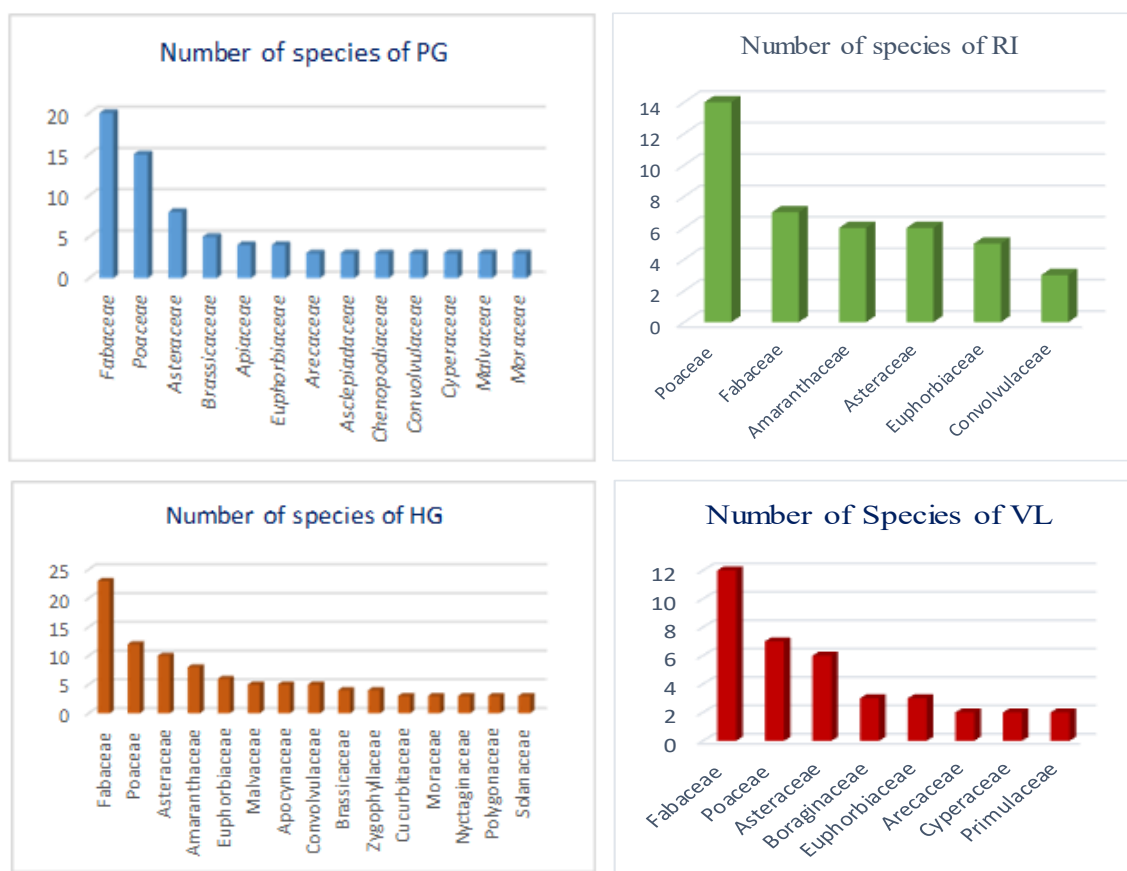 Number of species of PG
20
15
10
5
0
Fabaceae
Poaceae
Asteraceae
Brassicaceae
Apiaceae
Euphorbiaceae
Arecaceae
Asclepiadaceae
Chenopodiaceae
Convolvulaceae
Cyperaceae
Malvaceae
Moraceae
Number of species of RI
14
12
10
8
6
4
2
0
Poaceae
Fabaceae
Amaranthaceae
Asteraceae
Euphorbiaceae
Convolvulaceae
Number of species of HG
25
20
15
10
5
0
Fabaceae
Poaceae
Asteraceae
Amaranthaceae
Euphorbiaceae
Malvaceae
Apocynaceae
Convolvulaceae
Brassicaceae
Zygophyllaceae
Cucurbitaceae
Moraceae
Nyctaginaceae
Polygonaceae
Solanaceae
Number of Species of VL
12
10
8
6
4
2
0
Fabaceae
Poaceae
Asteraceae
Boraginaceae
Euphorbiaceae
Arecaceae
Cyperaceae
Primulaceae